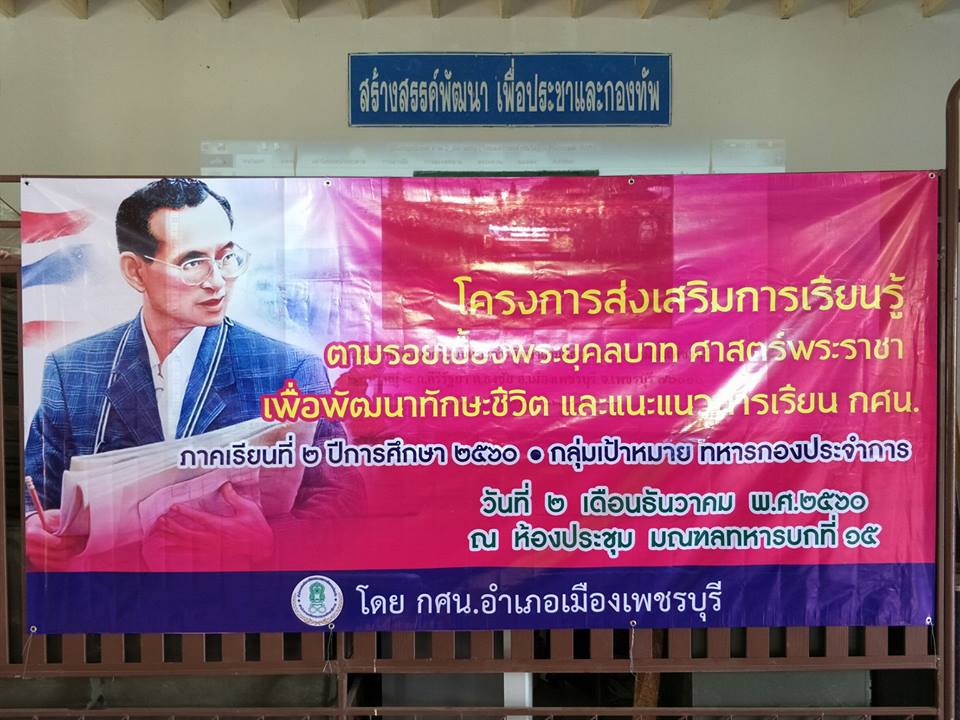 สร้างสรรค์พัฒนา เพื่อประชาและกองทัพ
โครงการส่งเสริมการเรียนรู้
ตามรอยเบื้องพระยุคลบาท ศาสตร์พระราชา
เพื่อพัฒนาทักษะชีวิต และแนะแนวการเรียน กศน.
ภาคเรียนที่ ๒ ปีการศึกษา ๒๕๖๐ • กลุ่มเป้าหมาย ทหารกองประจำการ
วันที่ ๒ เดือนธันวาคม พ.ศ.๒๕๖๐
ณ ห้องประชุม มณฑลทหารบกที่ ๑๕
โดย กศน.อำเภอเมืองเพชรบุรี